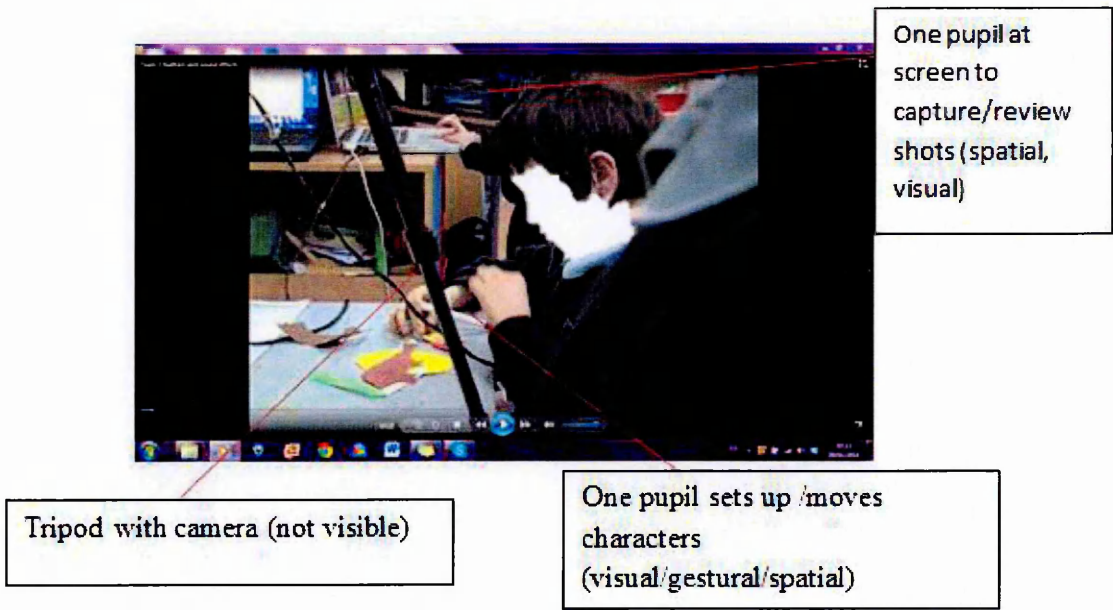 One pupil at
screen to
capture/review
shots (spatial,
visual)
Tripod with camera (not visible)
One pupil sets up /moves
characters
(visual/gestural/spatial)